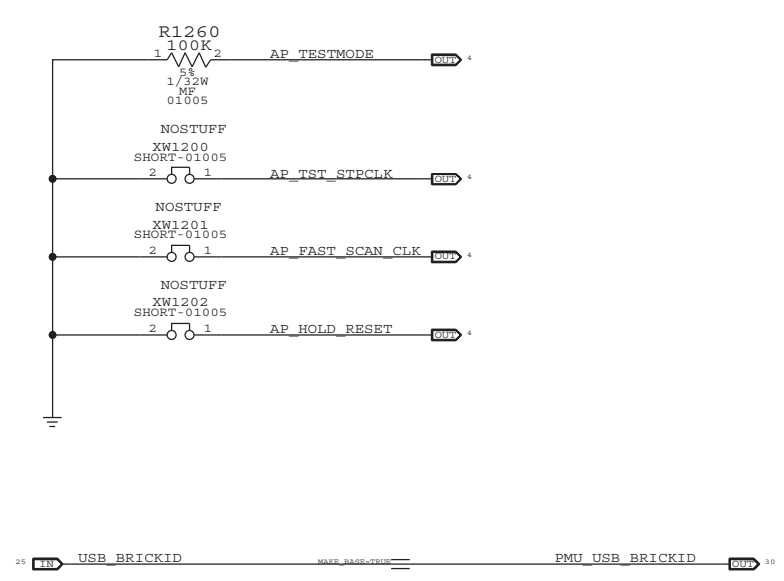 R1260
100K
1 2 AP_TESTMODE OUT 4
5%
1/32W
MF
01005
NOSTUFF
XW1200
SHORT-01005
2 1 AP_TST_STPCLK OUT 4
NOSTUFF
XW1201
SHORT-01005
2 1 AP_FAST_SCAN_CLK OUT 4
NOSTUFF
XW1202
SHORT-01005
2 1 AP_HOLD_RESET OUT 4
25 IN USB_BRICKID MAKE_BASE=TRUE PMU_USB_BRICKID OUT 30